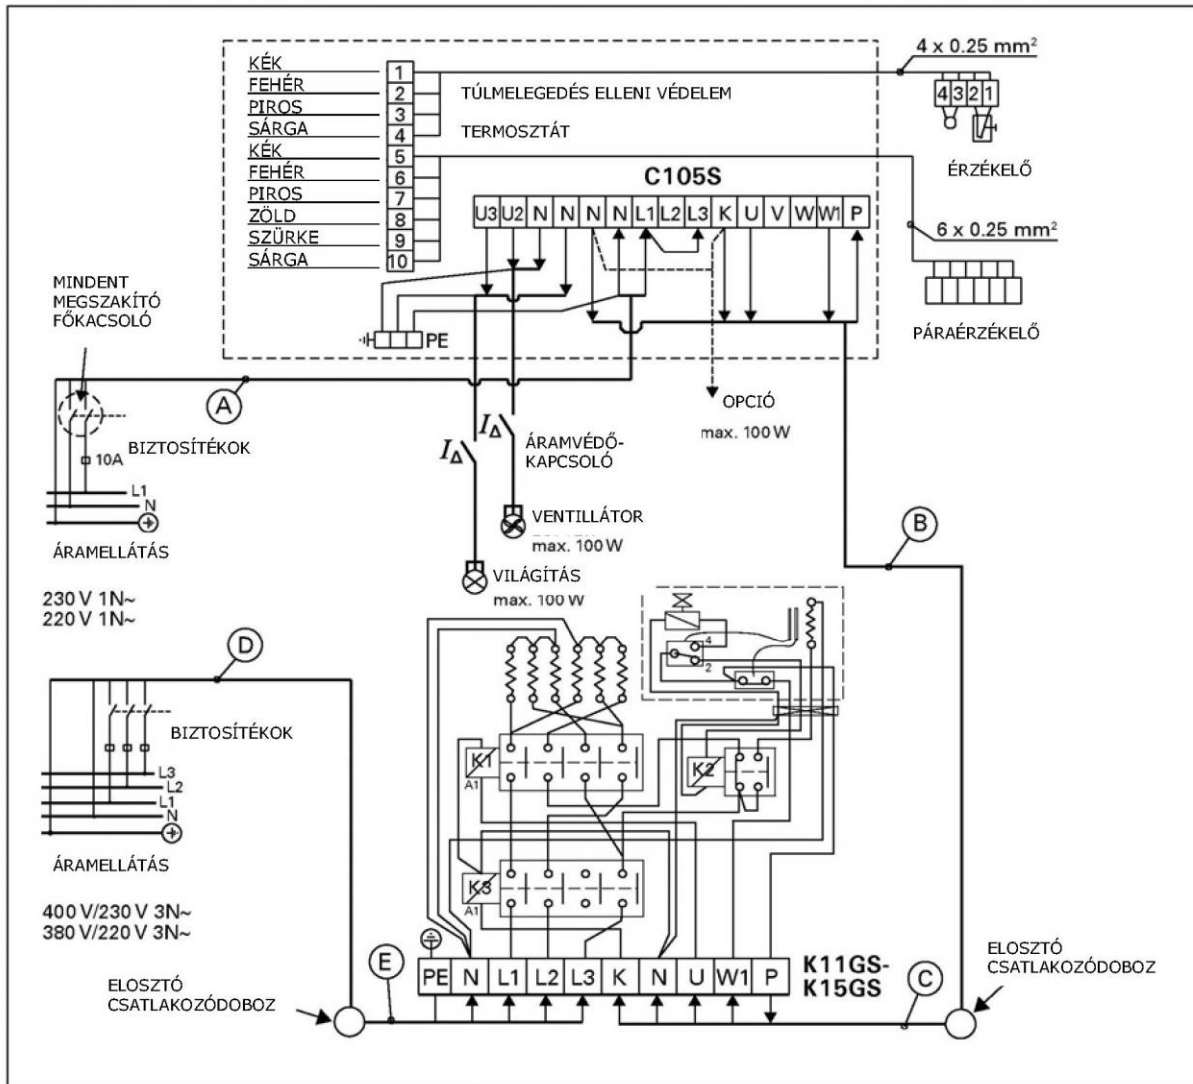 KÉK
FEHÉR
PIROS
SÁRGA
KÉK
FEHÉR
PIROS
ZÖLD
SZÜRKE
SÁRGA
1
2
3
4
5
6
7
8
9
10
TÚLMELEGEDÉS ELLENI VÉDELEM
TERMOSZTÁT
4 x 0.25 mm²
4 3 2 1
ÉRZÉKELŐ
C105S
U3 U2 N N N N L1 L2 L3 K U V W W1 P
6 x 0.25 mm²
PÁRAÉRZÉKELŐ
MINDENT
MEGSZAKÍTÓ
FŐKACSOLÓ
PE
A
BIZTOSÍTÉKOK
10A
L1
N
ÁRAMELLÁTÁS
230 V 1N~
220 V 1N~
OPCIÓ
max. 100 W
IΔ
IΔ
ÁRAMVÉDŐ-
KAPCSOLÓ
VENTILLÁTOR
max. 100 W
VILÁGÍTÁS
max. 100 W
B
D
BIZTOSÍTÉKOK
L3
L2
L1
N
ÁRAMELLÁTÁS
400 V/230 V 3N~
380 V/220 V 3N~
4
2
K1
A1
K2
K3
A1
ELOSZTÓ
CSATLAKOZÓDOBOZ
E
PE N L1 L2 L3 K N U W1 P
K11GS-
K15GS
C
ELOSZTÓ
CSATLAKOZÓDOBOZ